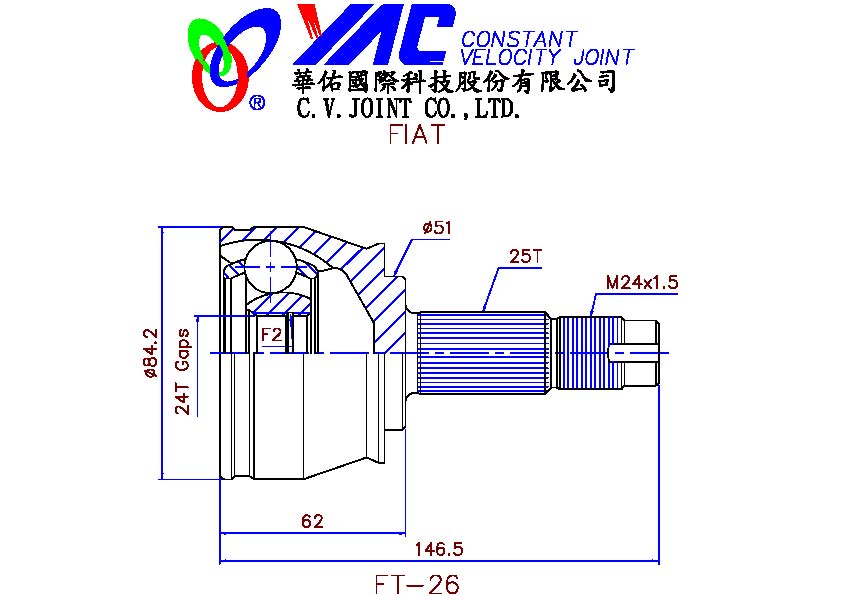 YAC
CONSTANT
VELOCITY JOINT
®
華佑國際科技股份有限公司
C.V.JOINT CO.,LTD.
FIAT
ø51
25T
M24x1.5
F2
ø84.2
24T Gaps
62
146.5
FT-26